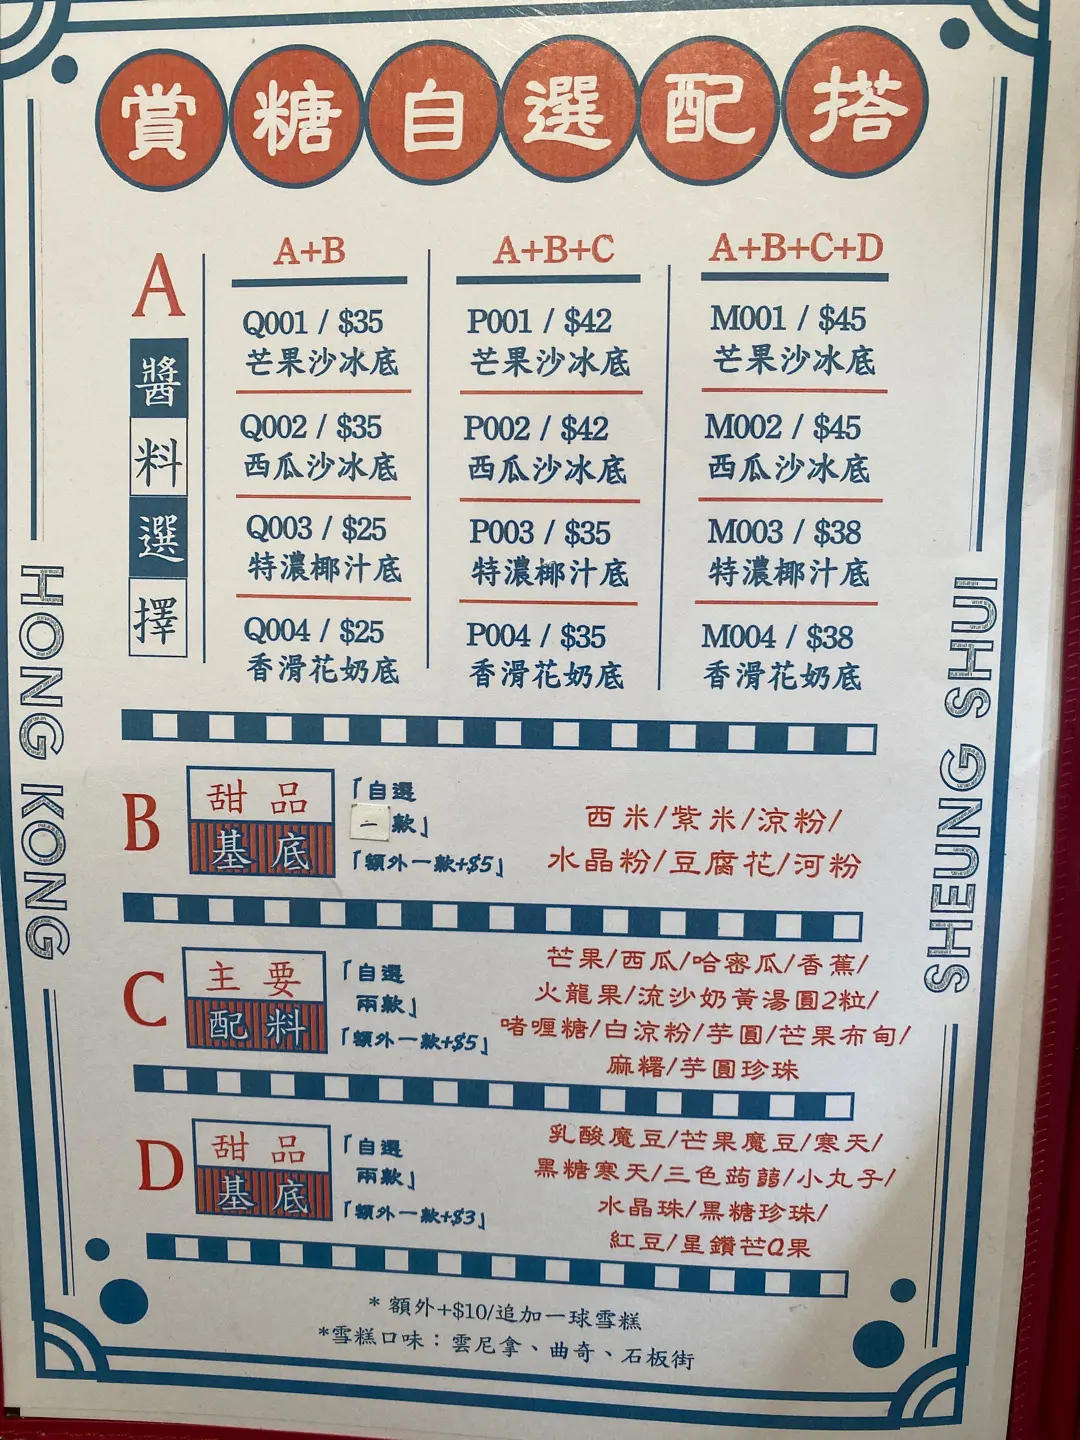 賞糖自選配搭
A
醬料選擇
A+B
Q001 / $35
芒果沙冰底
Q002 / $35
西瓜沙冰底
Q003 / $25
特濃椰汁底
Q004 / $25
香滑花奶底
A+B+C
P001 / $42
芒果沙冰底
P002 / $42
西瓜沙冰底
P003 / $35
特濃椰汁底
P004 / $35
香滑花奶底
A+B+C+D
M001 / $45
芒果沙冰底
M002 / $45
西瓜沙冰底
M003 / $38
特濃椰汁底
M004 / $38
香滑花奶底
HONG KONG
SHEUNG SHUI
B
甜品
基底
「自選
一款」
「額外一款+$5」
西米/紫米/涼粉/
水晶粉/豆腐花/河粉
C
主要
配料
「自選
兩款」
「額外一款+$5」
芒果/西瓜/哈密瓜/香蕉/
火龍果/流沙奶黃湯圓2粒/
啫喱糖/白涼粉/芋圓/芒果布甸/
麻糬/芋圓珍珠
D
甜品
基底
「自選
兩款」
「額外一款+$3」
乳酸魔豆/芒果魔豆/寒天/
黑糖寒天/三色蒟蒻/小丸子/
水晶珠/黑糖珍珠/
紅豆/星鑽芒Q果
* 額外+$10/追加一球雪糕
*雪糕口味：雲尼拿、曲奇、石板街